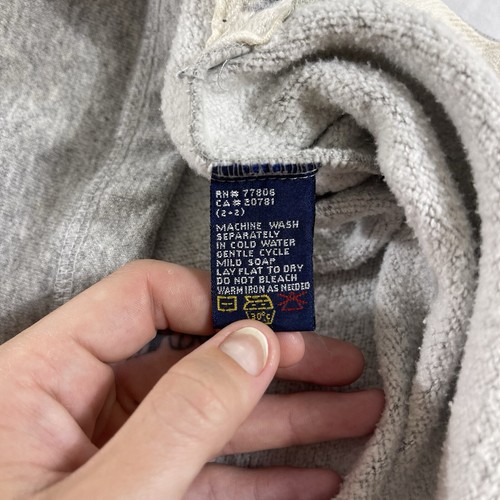 RN# 77806
CA# 20781
(2-2)
MACHINE WASH
SEPARATELY
IN COLD WATER
GENTLE CYCLE
MILD SOAP
LAY FLAT TO DRY
DO NOT BLEACH
WARM IRON AS NEEDED
30°C